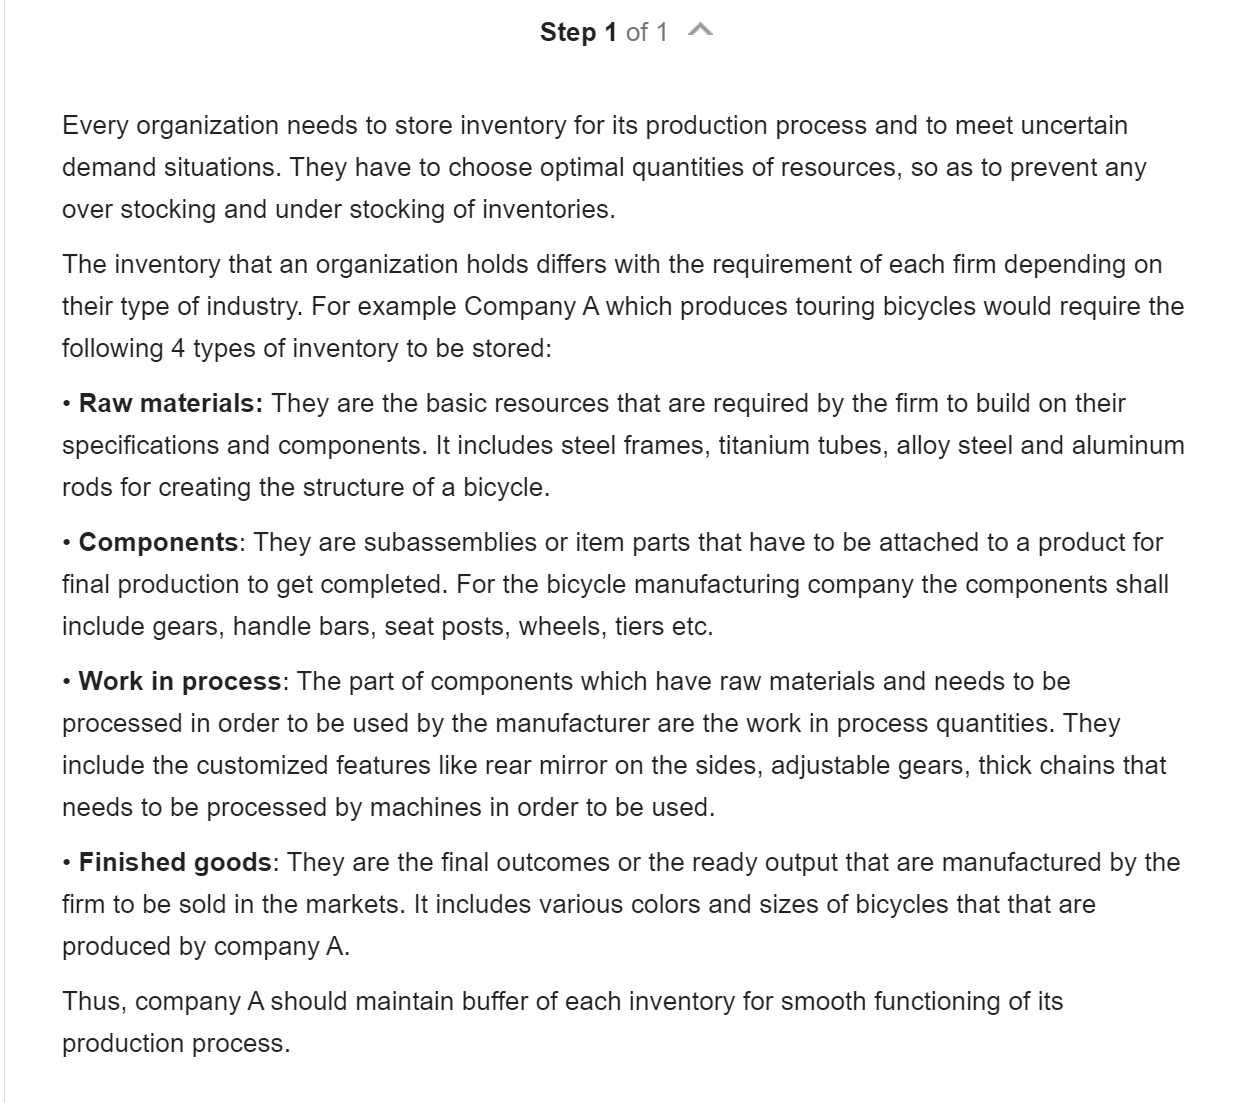 Step 1 of 1
Every organization needs to store inventory for its production process and to meet uncertain
demand situations. They have to choose optimal quantities of resources, so as to prevent any
over stocking and under stocking of inventories.
The inventory that an organization holds differs with the requirement of each firm depending on
their type of industry. For example Company A which produces touring bicycles would require the
following 4 types of inventory to be stored:
• Raw materials: They are the basic resources that are required by the firm to build on their
specifications and components. It includes steel frames, titanium tubes, alloy steel and aluminum
rods for creating the structure of a bicycle.
• Components: They are subassemblies or item parts that have to be attached to a product for
final production to get completed. For the bicycle manufacturing company the components shall
include gears, handle bars, seat posts, wheels, tiers etc.
• Work in process: The part of components which have raw materials and needs to be
processed in order to be used by the manufacturer are the work in process quantities. They
include the customized features like rear mirror on the sides, adjustable gears, thick chains that
needs to be processed by machines in order to be used.
• Finished goods: They are the final outcomes or the ready output that are manufactured by the
firm to be sold in the markets. It includes various colors and sizes of bicycles that that are
produced by company A.
Thus, company A should maintain buffer of each inventory for smooth functioning of its
production process.